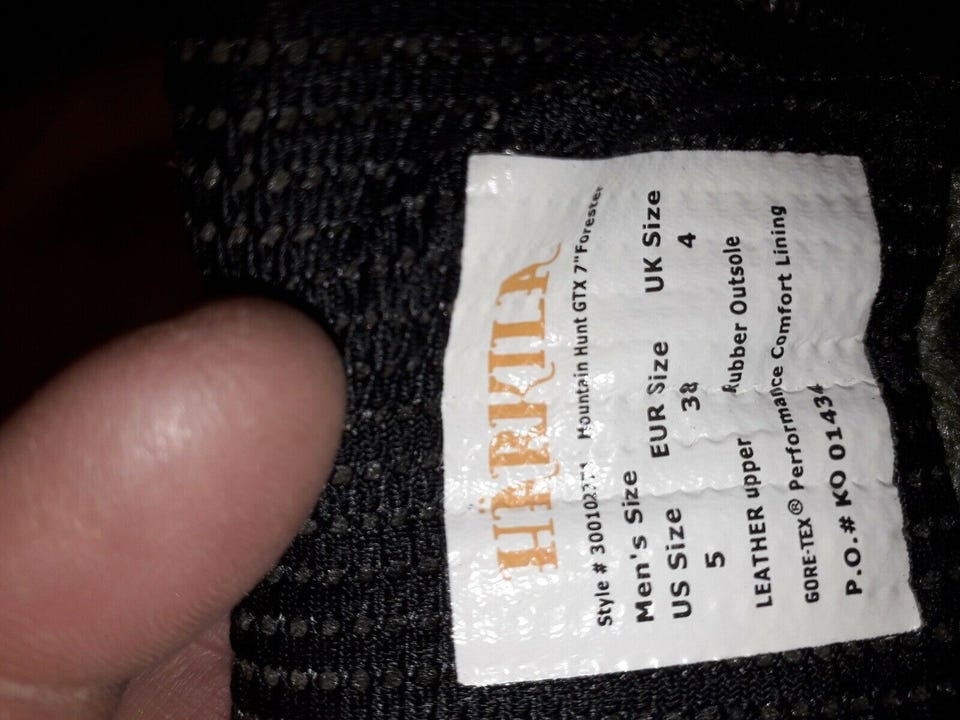 HÄRKILA
Style # Mountain Hunt GTX 7" Forester
Men's Size
US Size EUR Size UK Size
5 38 4
LEATHER upper Rubber Outsole
GORE-TEX® Performance Comfort Lining
P.O.# KO 01434